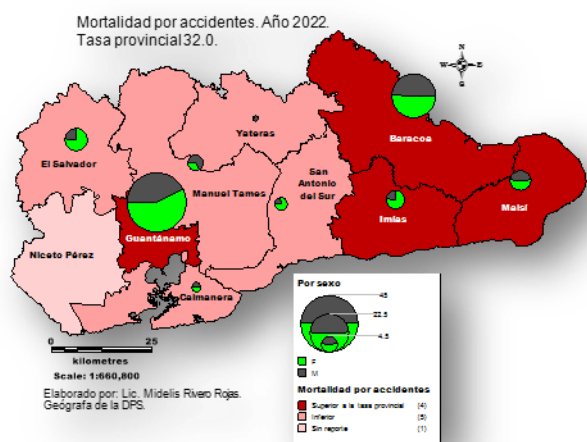 Mortalidad por accidentes. Año 2022.
Tasa provincial 32.0.
N
W E
S
Yateras
Baracoa
El Salvador
Manuel Tames
San
Antonio
del Sur
Imías
Maisí
Guantánamo
Niceto Pérez
Caimanera
0 25
kilometres
Scale: 1:660,800
Elaborado por: Lic. Midelis Rivero Rojas.
Geógrafa de la DPS.
Por sexo
45
22.5
4.5
F
M
Mortalidad por accidentes
Superior a la tasa provincial (4)
Inferior (5)
Sin reporte (1)